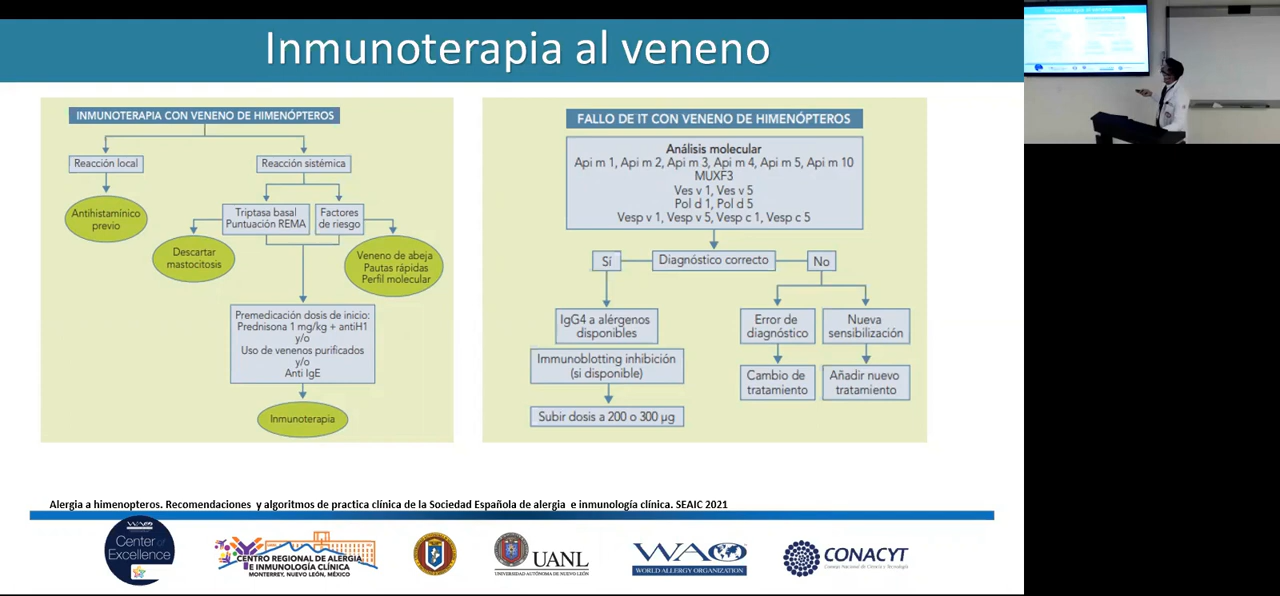 Inmunoterapia al veneno
INMUNOTERAPIA CON VENENO DE HIMENÓPTEROS
Reacción local
Reacción sistémica
Antihistamínico
previo
Triptasa basal
Puntuación REMA
Factores
de riesgo
Descartar
mastocitosis
Veneno de abeja
Pautas rápidas
Perfil molecular
Premedicación dosis de inicio:
Prednisona 1 mg/kg + antiH1
y/o
Uso de venenos purificados
y/o
Anti IgE
Inmunoterapia
FALLO DE IT CON VENENO DE HIMENÓPTEROS
Análisis molecular
Api m 1, Api m 2, Api m 3, Api m 4, Api m 5, Api m 10
MUXF3
Ves v 1, Ves v 5
Pol d 1, Pol d 5
Vesp v 1, Vesp v 5, Vesp c 1, Vesp c 5
Sí
Diagnóstico correcto
No
IgG4 a alérgenos
disponibles
Error de
diagnóstico
Nueva
sensibilización
Immunoblotting inhibición
(si disponible)
Cambio de
tratamiento
Añadir nuevo
tratamiento
Subir dosis a 200 o 300 µg
Alergia a himenopteros. Recomendaciones y algoritmos de practica clínica de la Sociedad Española de alergia e inmunología clínica. SEAIC 2021
WAO
Center of
Excellence
CENTRO REGIONAL DE ALERGIA
E INMUNOLOGÍA CLÍNICA
MONTERREY, NUEVO LEÓN, MÉXICO
UANL
UNIVERSIDAD AUTÓNOMA DE NUEVO LEÓN
WAO
WORLD ALLERGY ORGANIZATION
CONACYT
Consejo Nacional de Ciencia y Tecnología